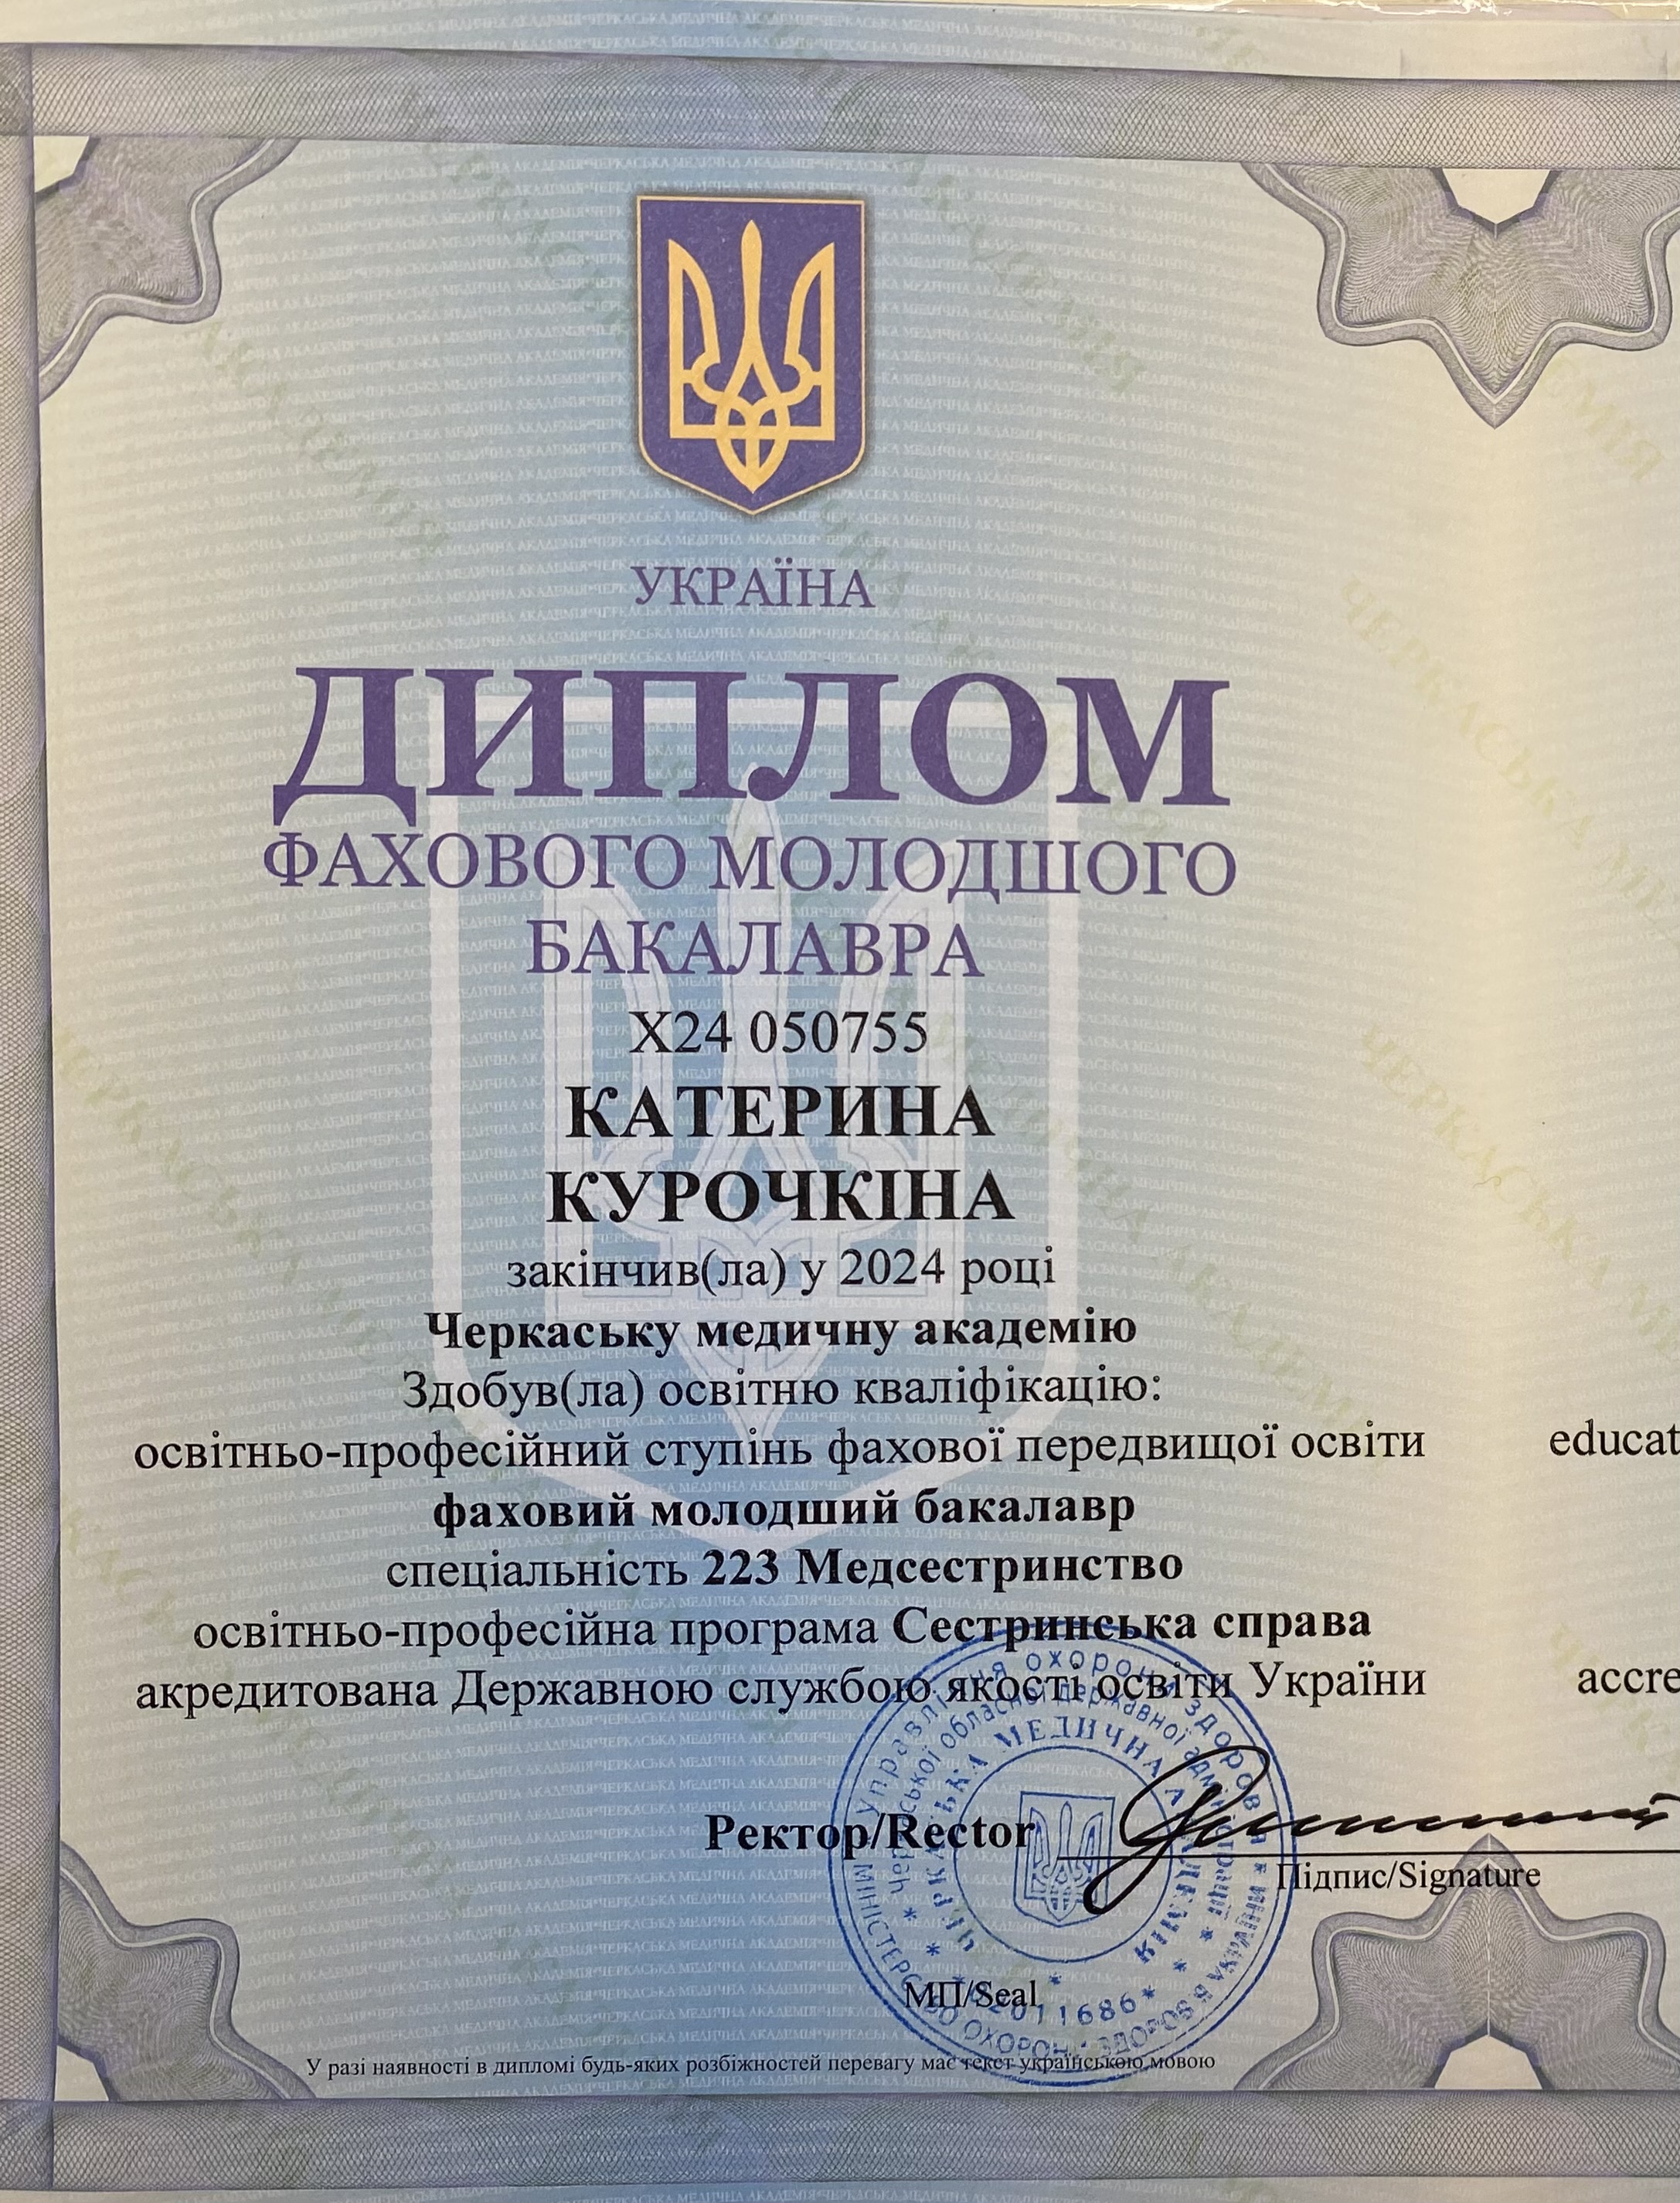 УКРАЇНА
ДИПЛОМ
ФАХОВОГО МОЛОДШОГО
БАКАЛАВРА
X24 050755
КАТЕРИНА
КУРОЧКІНА
закінчив(ла) у 2024 році
Черкаську медичну академію
Здобув(ла) освітню кваліфікацію:
освітньо-професійний ступінь фахової передвищої освіти
educat
фаховий молодший бакалавр
спеціальність 223 Медсестринство
освітньо-професійна програма Сестринська справа
акредитована Державною службою якості освіти України
accre
Ректор/Rector
Підпис/Signature
МП/Seal
У разі наявності в дипломі будь-яких розбіжностей перевагу має текст українською мовою